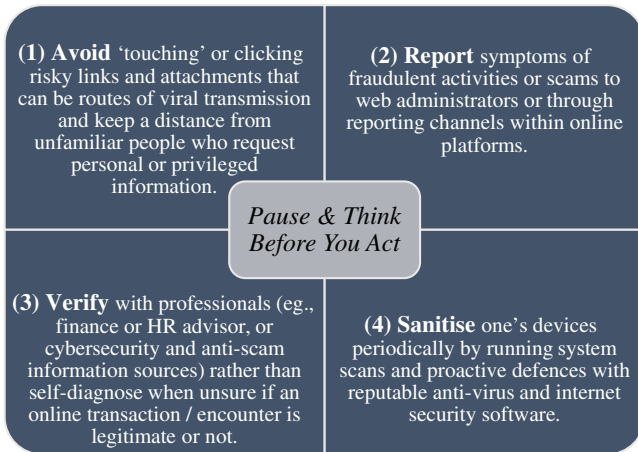 (1) Avoid ‘touching’ or clicking
risky links and attachments that
can be routes of viral transmission
and keep a distance from
unfamiliar people who request
personal or privileged
information.
(2) Report symptoms of
fraudulent activities or scams to
web administrators or through
reporting channels within online
platforms.
Pause & Think
Before You Act
(3) Verify with professionals (eg.,
finance or HR advisor, or
cybersecurity and anti-scam
information sources) rather than
self-diagnose when unsure if an
online transaction / encounter is
legitimate or not.
(4) Sanitise one’s devices
periodically by running system
scans and proactive defences with
reputable anti-virus and internet
security software.